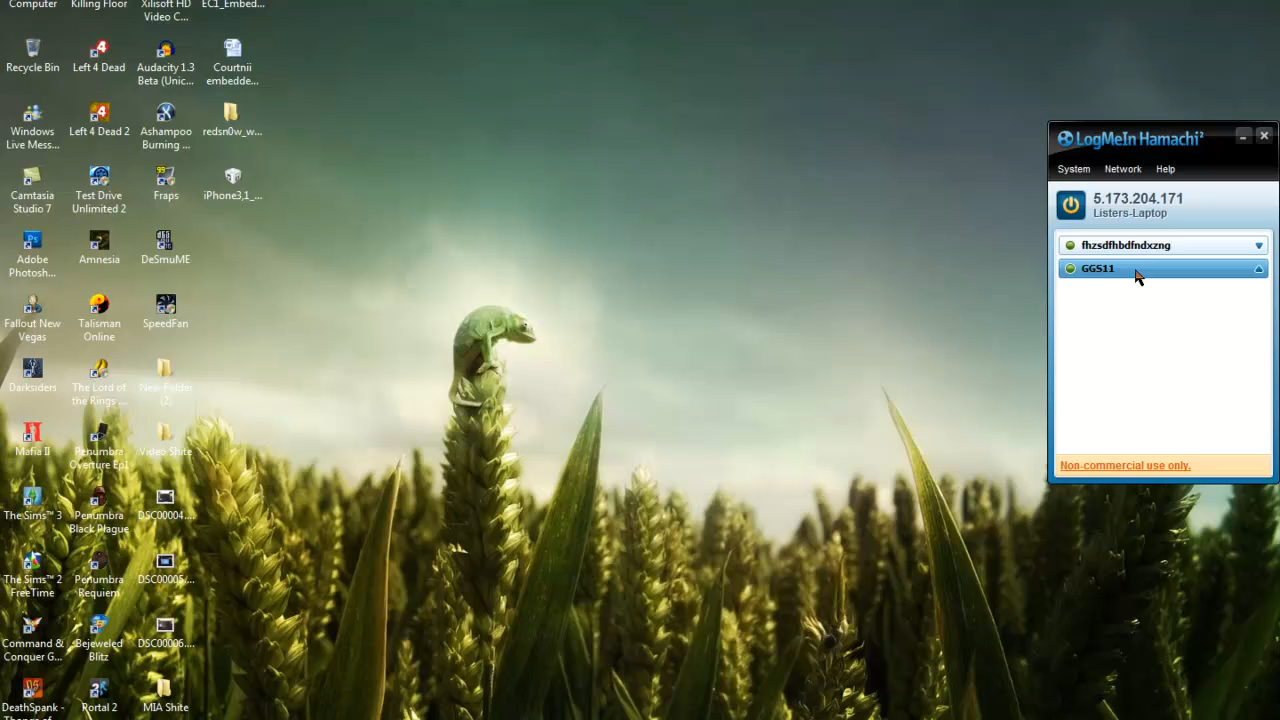 Computer
Killing Floor
Xilisoft HD
Video C...
EC1_Embed...
Recycle Bin
Left 4 Dead
Audacity 1.3
Beta (Unic...
Courtnii
embedde...
Windows
Live Mess...
Left 4 Dead 2
Ashampoo
Burning ...
redsn0w_w...
Camtasia
Studio 7
Test Drive
Unlimited 2
99
Fraps
iPhone3,1_...
Ps
Adobe
Photosh...
Amnesia
DeSmuME
Fallout New
Vegas
Talisman
Online
SpeedFan
Darksiders
The Lord of
the Rings ...
New Folder
(2)
Mafia II
Penumbra
Overture Ep1
Video Shite
The Sims™ 3
Penumbra
Black Plague
DSC00004....
The Sims™ 2
FreeTime
Penumbra
Requiem
DSC00005....
Command &
Conquer G...
Bejeweled
Blitz
DSC00006....
DeathSpank -
Thongs of ...
Portal 2
MIA Shite
LogMeIn Hamachi²
System Network Help
5.173.204.171
Listers-Laptop
fhzsdfhbdfndxzng
GGS11
Non-commercial use only.